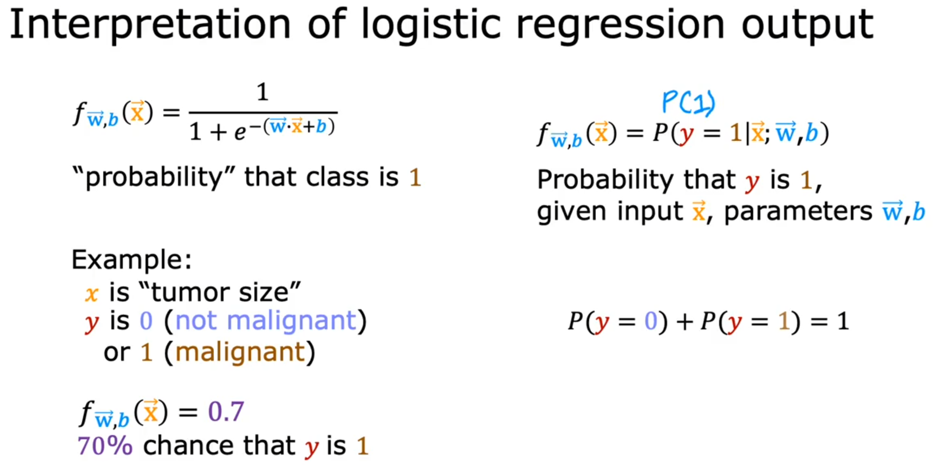 Interpretation of logistic regression output
f_{\vec{w},b}(\vec{x}) = \frac{1}{1 + e^{-(\vec{w}\cdot\vec{x}+b)}}
“probability” that class is 1
Example:
x is “tumor size”
y is 0 (not malignant)
or 1 (malignant)
f_{\vec{w},b}(\vec{x}) = 0.7
70% chance that y is 1
P(1)
f_{\vec{w},b}(\vec{x}) = P(y = 1|\vec{x}; \vec{w},b)
Probability that y is 1,
given input \vec{x}, parameters \vec{w},b
P(y = 0) + P(y = 1) = 1